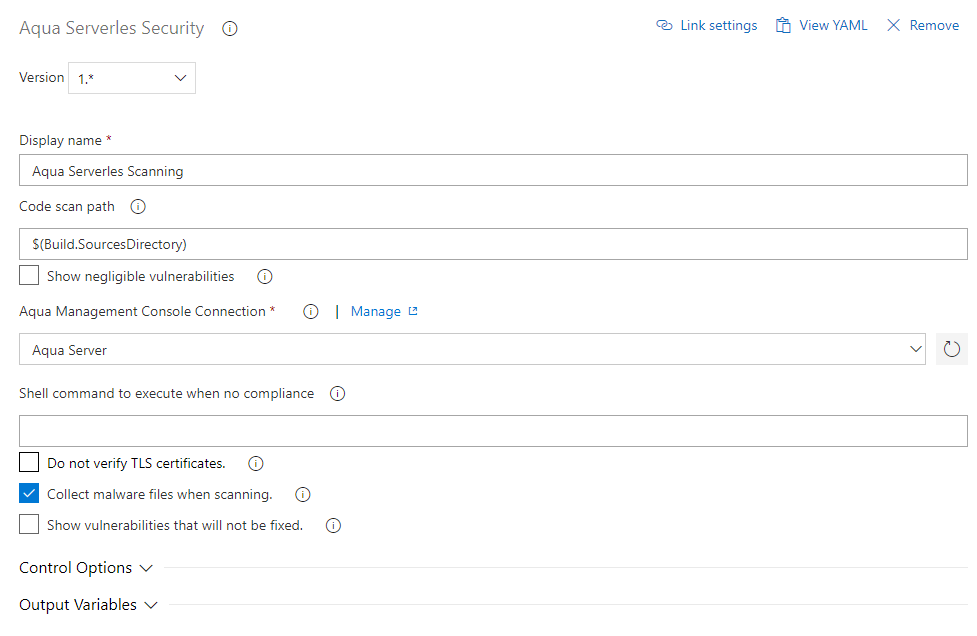 Aqua Serverles Security
Link settings View YAML Remove
Version 1.*
Display name *
Aqua Serverles Scanning
Code scan path
$(Build.SourcesDirectory)
Show negligible vulnerabilities
Aqua Management Console Connection * | Manage
Aqua Server
Shell command to execute when no compliance
Do not verify TLS certificates.
Collect malware files when scanning.
Show vulnerabilities that will not be fixed.
Control Options
Output Variables